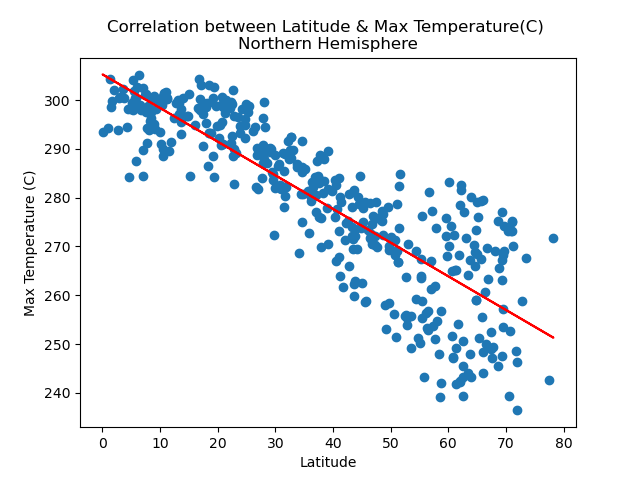 Correlation between Latitude & Max Temperature(C)
Northern Hemisphere
Max Temperature (C)
300
290
280
270
260
250
240
0 10 20 30 40 50 60 70 80
Latitude